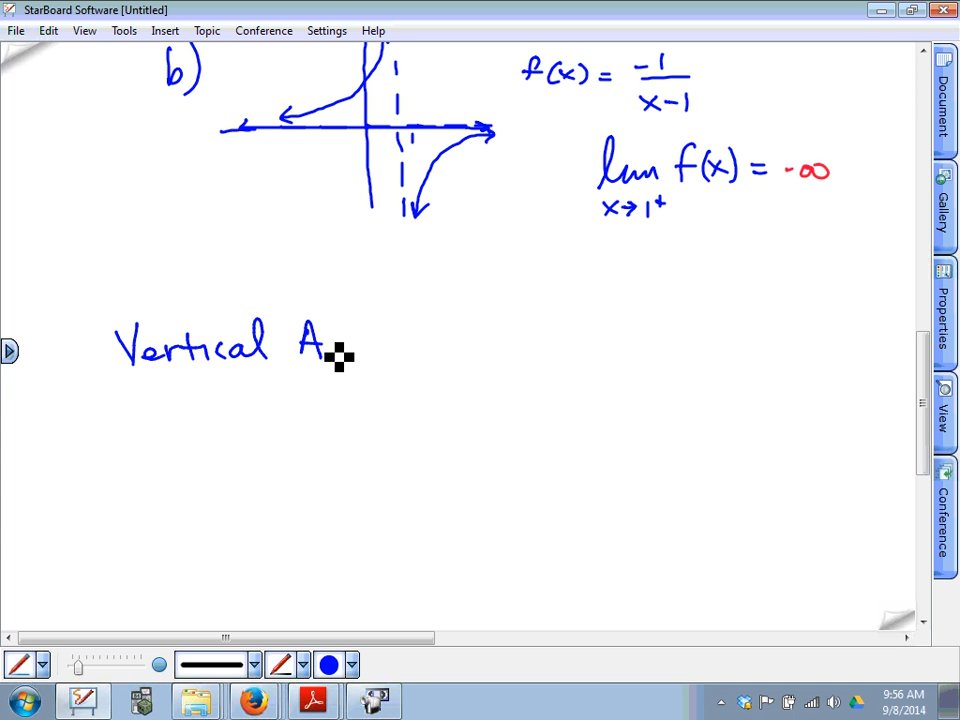 StarBoard Software [Untitled]
File Edit View Tools Insert Topic Conference Settings Help
b)
f(x) = -1/(x-1)
1
lim f(x) = -∞
x→1⁺
Vertical A
Document
Gallery
Properties
View
Conference
9:56 AM
9/8/2014